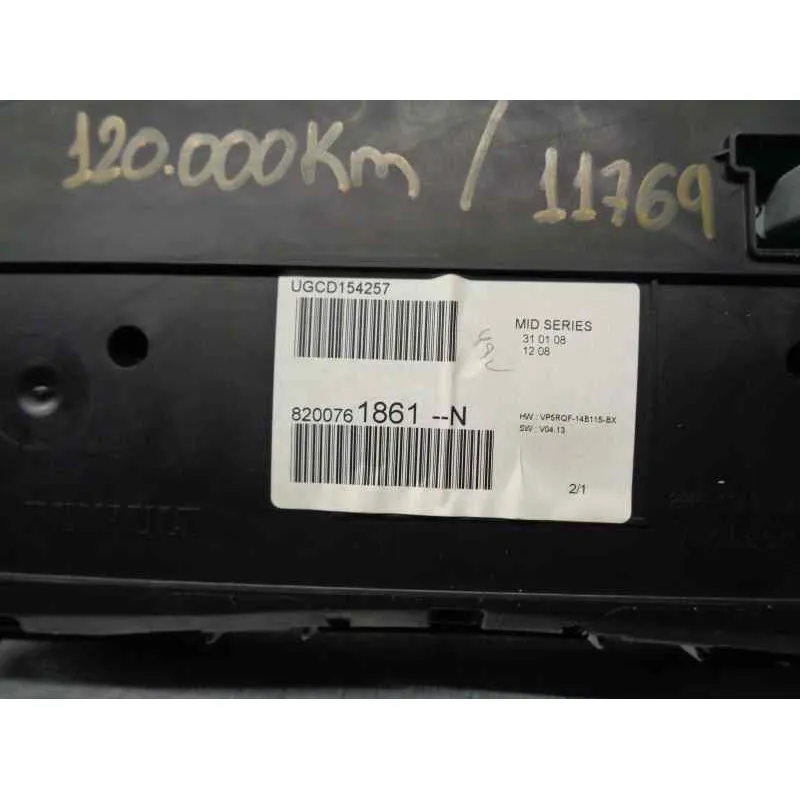 120.000Km / 11769
UGCD154257
MID SERIES
31 01 08
12 08
8200761861 --N
HW : VP5RQF-14B115-BX
SW : V04.13
2/1